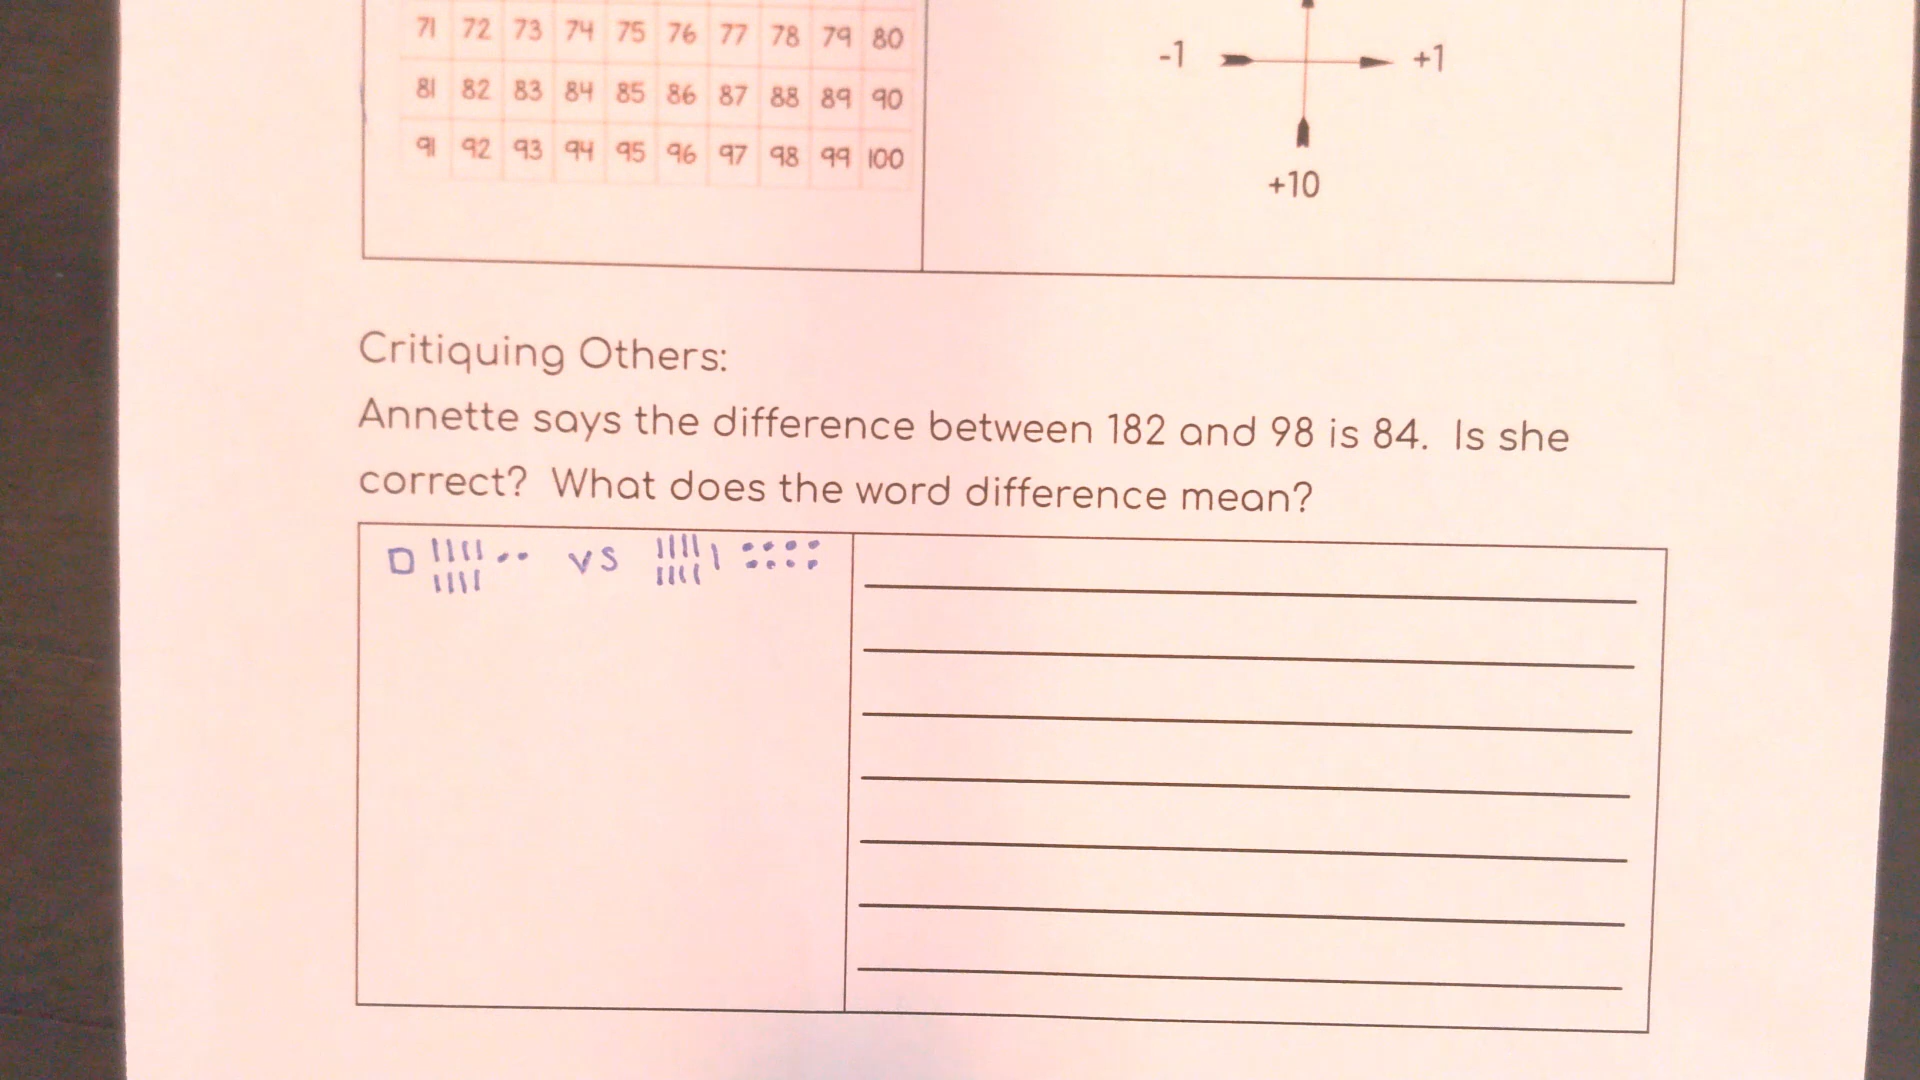 71 72 73 74 75 76 77 78 79 80
81 82 83 84 85 86 87 88 89 90
91 92 93 94 95 96 97 98 99 100
-1 +1
+10
Critiquing Others:
Annette says the difference between 182 and 98 is 84. Is she
correct? What does the word difference mean?
vs